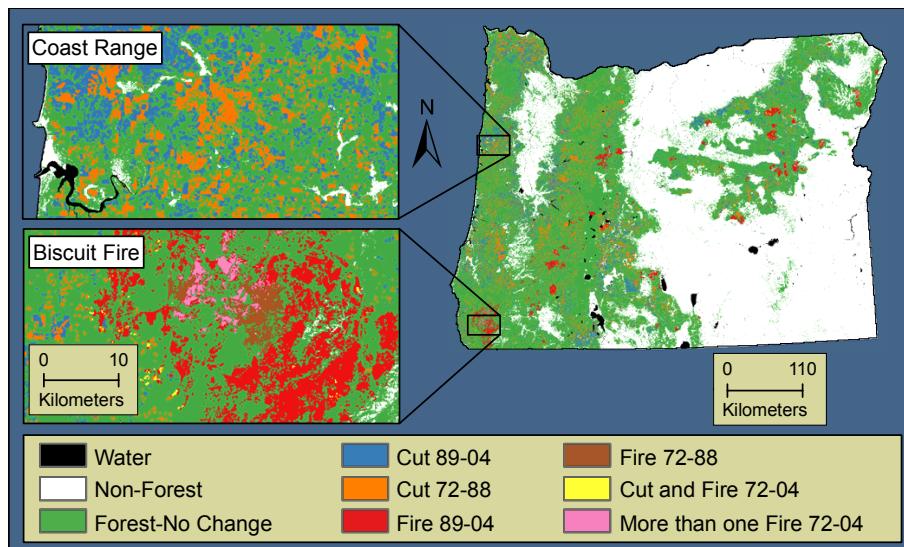 Coast Range
N
Biscuit Fire
0 10
Kilometers
0 110
Kilometers
Water
Non-Forest
Forest-No Change
Cut 89-04
Cut 72-88
Fire 89-04
Fire 72-88
Cut and Fire 72-04
More than one Fire 72-04